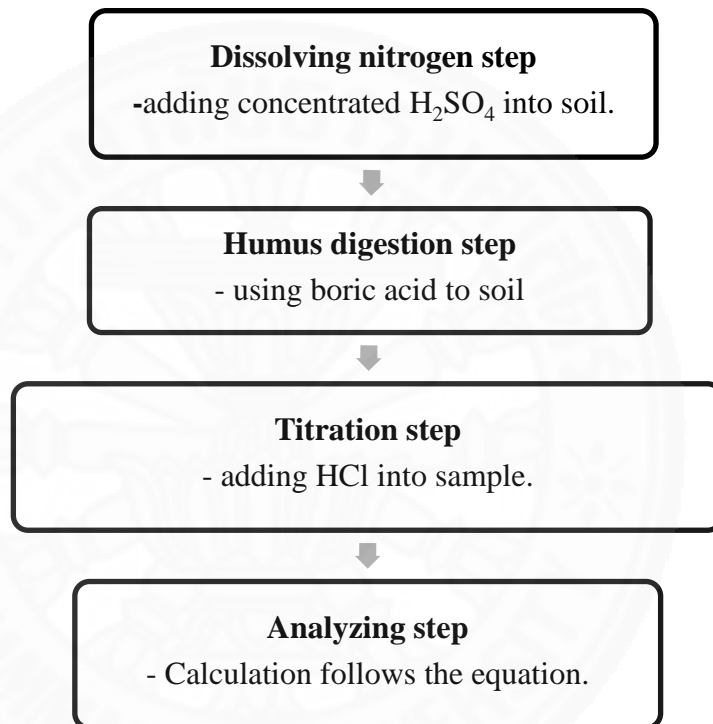 Dissolving nitrogen step
-adding concentrated H₂SO₄ into soil.
Humus digestion step
- using boric acid to soil
Titration step
- adding HCl into sample.
Analyzing step
- Calculation follows the equation.